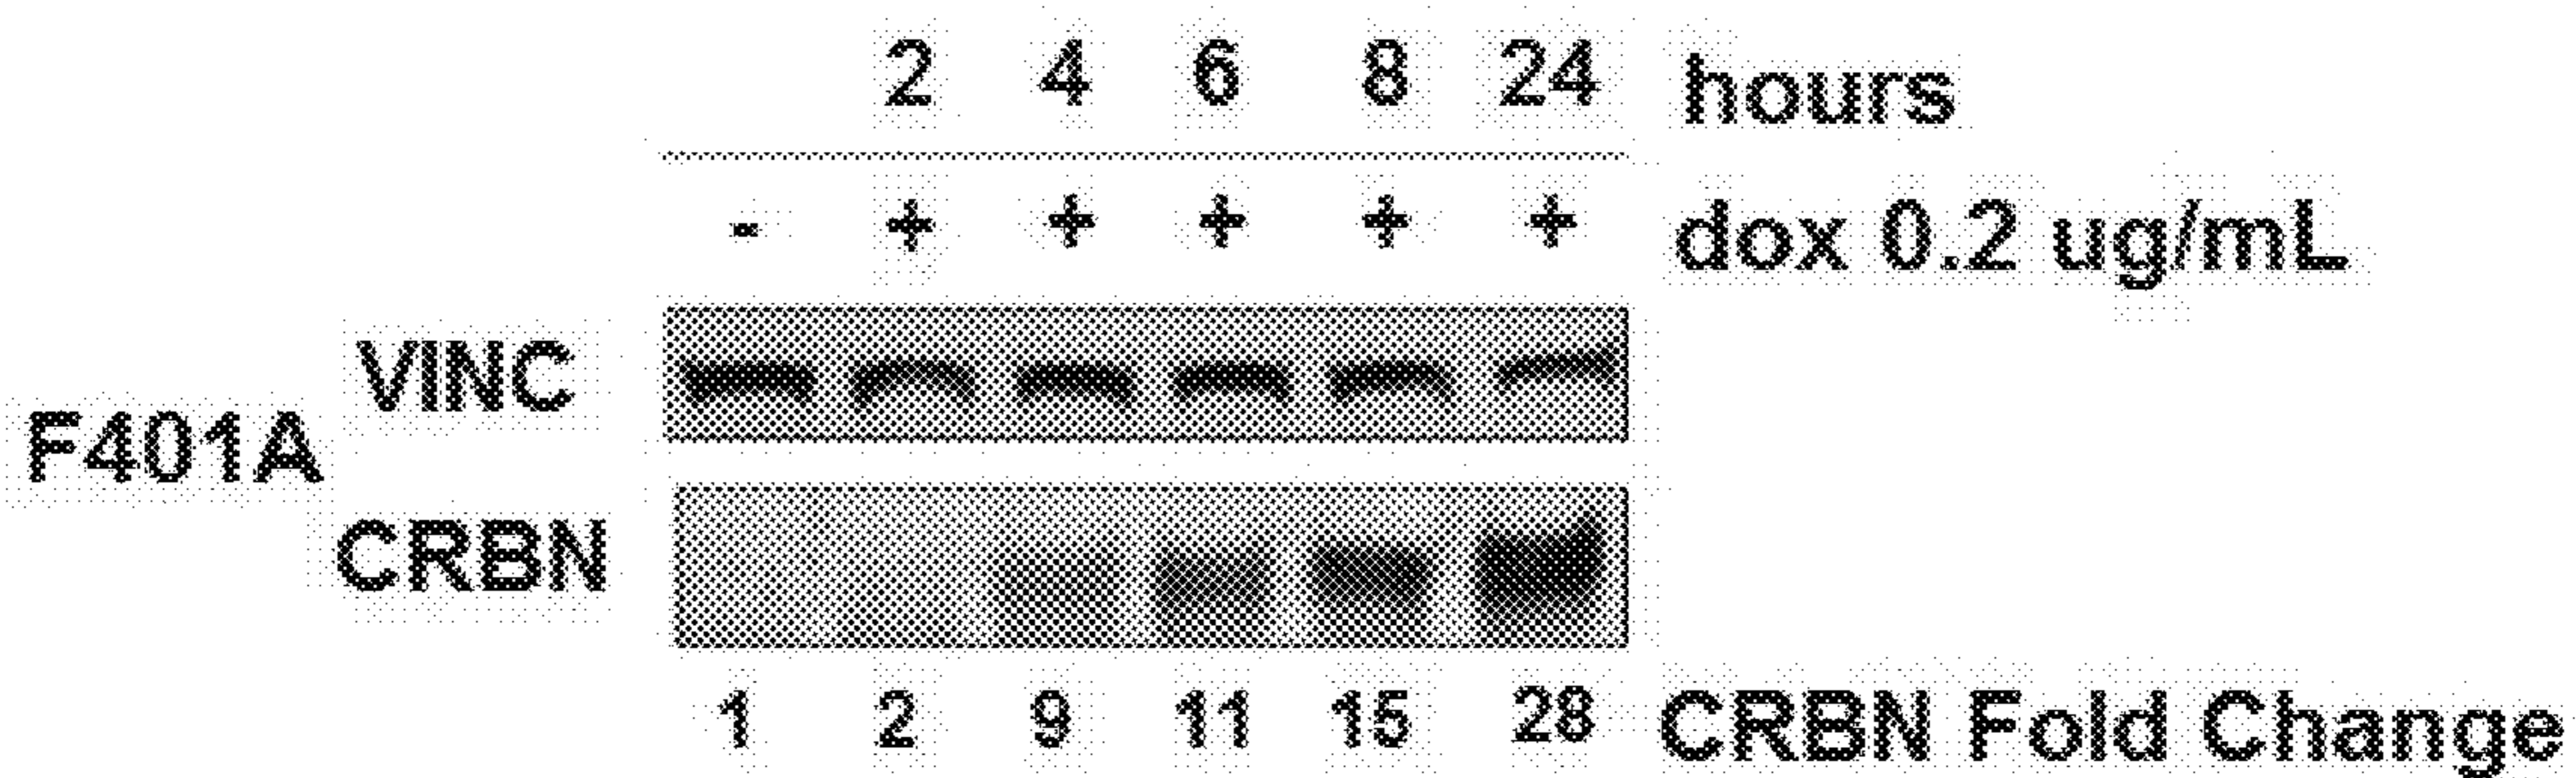 2 4 6 8 24 hours
- + + + + + dox 0.2 ug/mL
VINC
F401A
CRBN
1 2 9 11 15 28 CRBN Fold Change